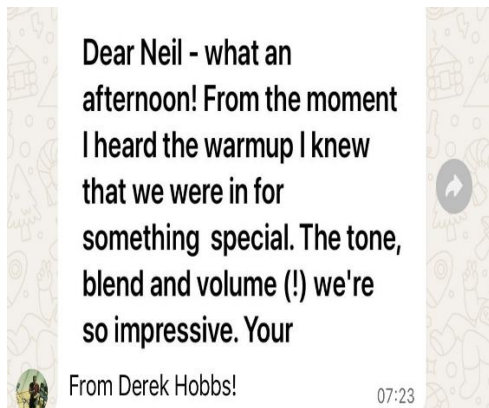 Dear Neil - what an
afternoon! From the moment
I heard the warmup I knew
that we were in for
something special. The tone,
blend and volume (!) we're
so impressive. Your
From Derek Hobbs!
07:23